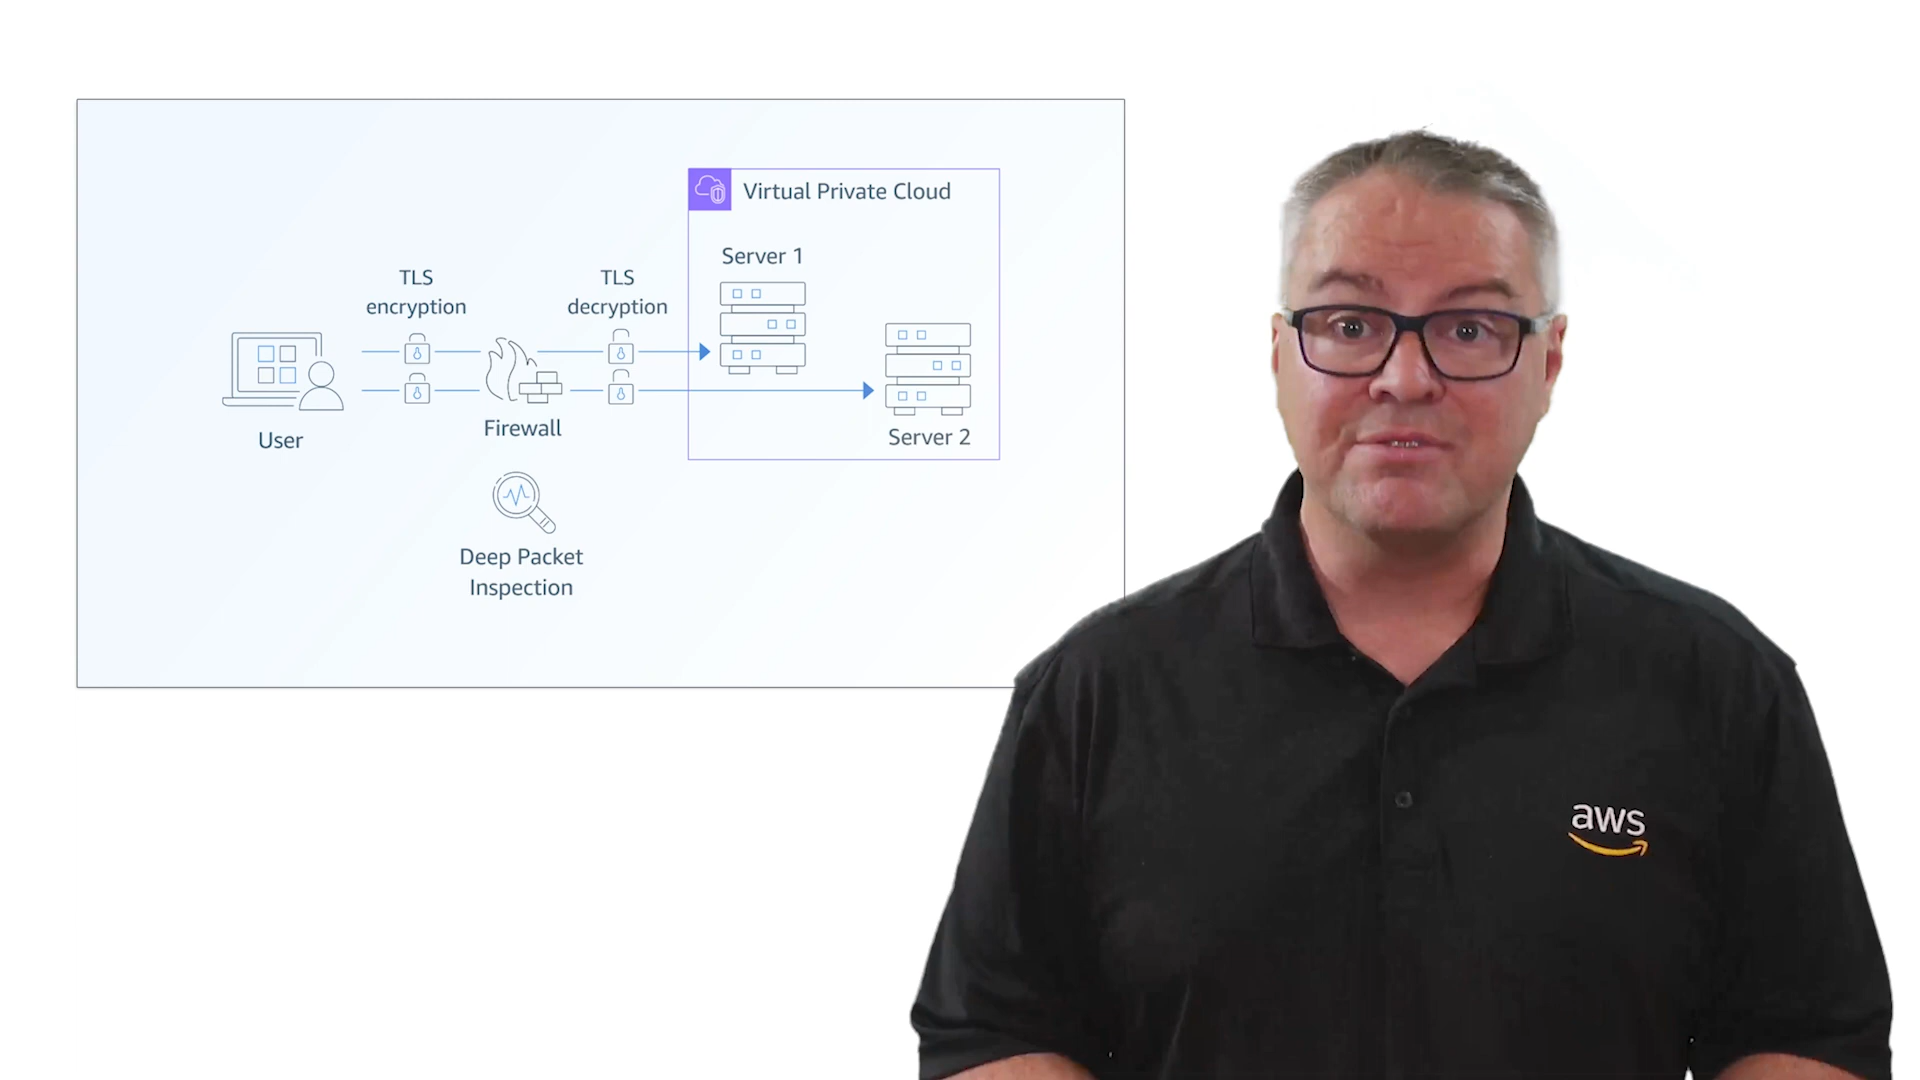 Virtual Private Cloud
Server 1
TLS
encryption
TLS
decryption
Server 2
User
Firewall
Deep Packet
Inspection
aws